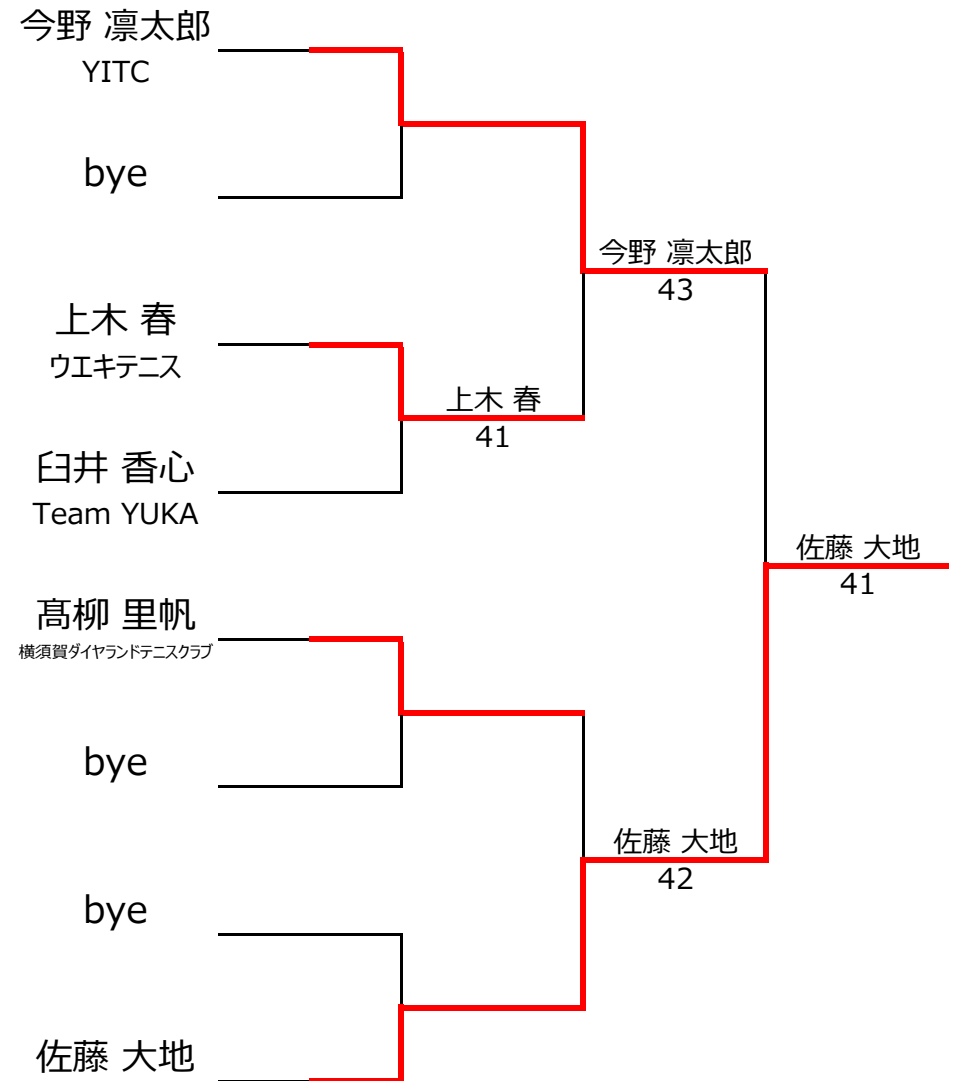 今野 凛太郎
YITC
bye
今野 凛太郎
43
上木 春
ウエキテニス
上木 春
41
臼井 香心
Team YUKA
佐藤 大地
41
髙柳 里帆
横須賀ダイヤランドテニスクラブ
bye
佐藤 大地
42
bye
佐藤 大地